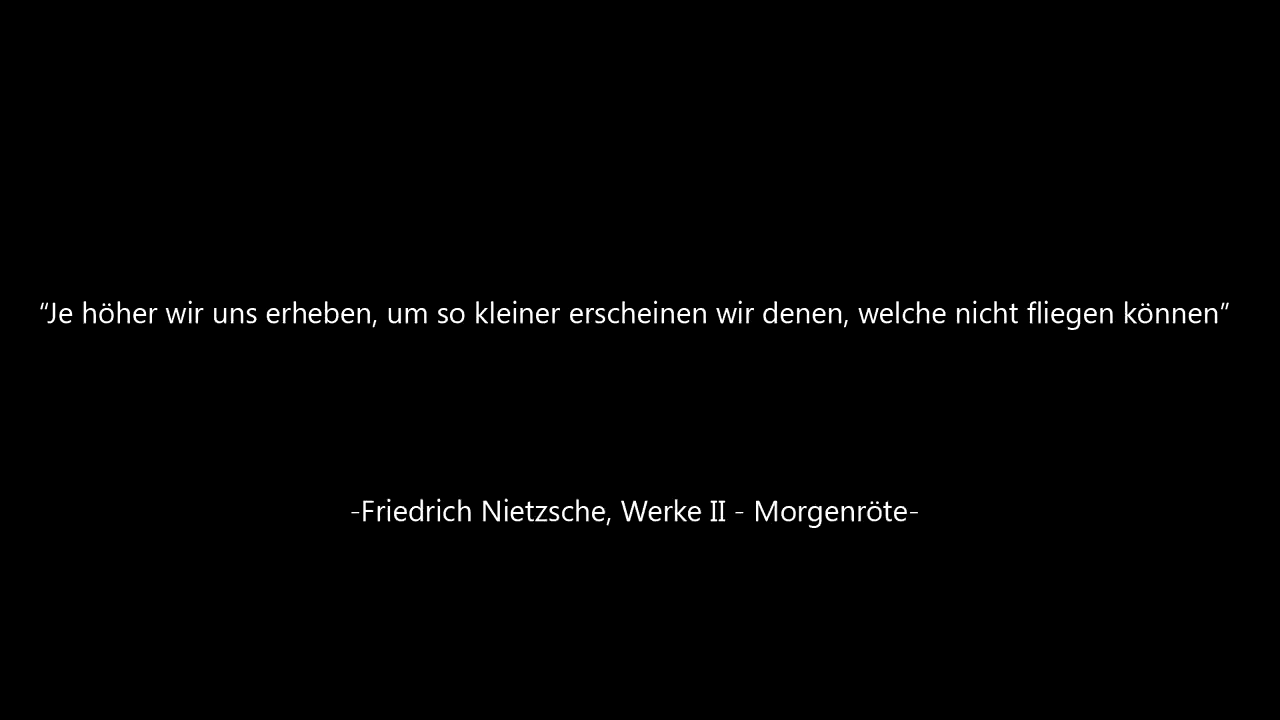 “Je höher wir uns erheben, um so kleiner erscheinen wir denen, welche nicht fliegen können”
-Friedrich Nietzsche, Werke II - Morgenröte-